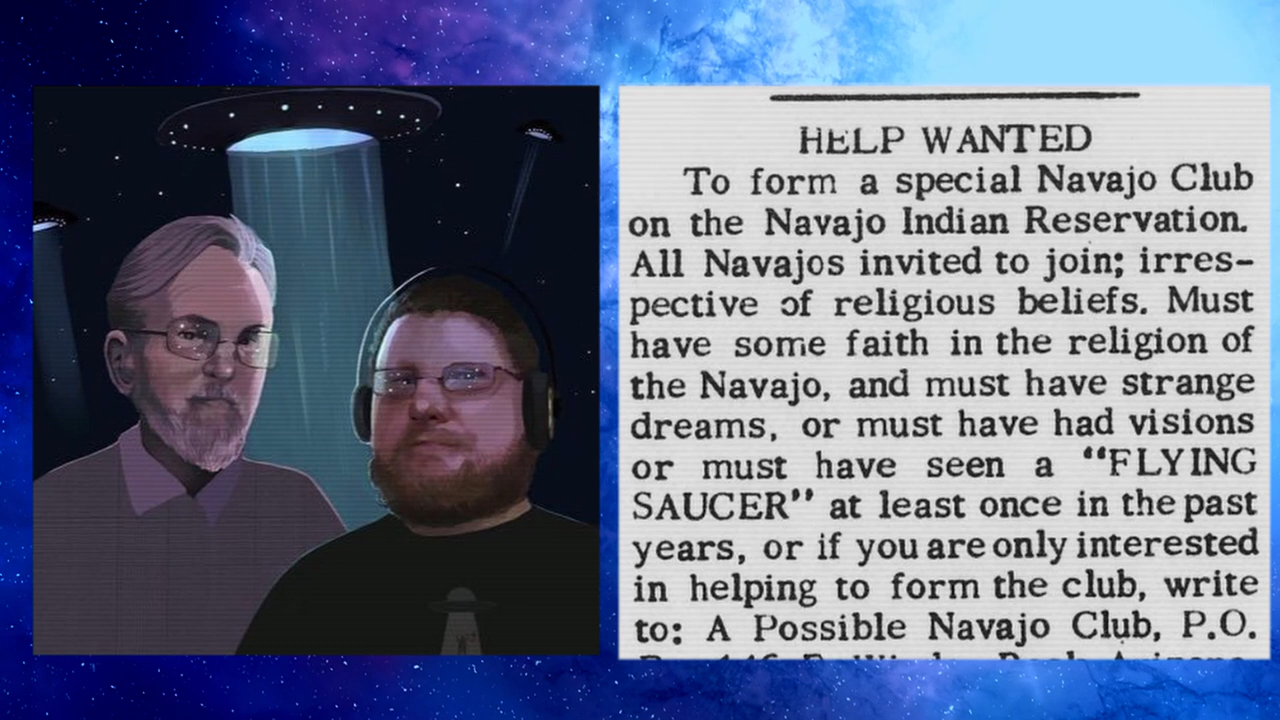 HELP WANTED
To form a special Navajo Club
on the Navajo Indian Reservation.
All Navajos invited to join; irres-
pective of religious beliefs. Must
have some faith in the religion of
the Navajo, and must have strange
dreams, or must have had visions
or must have seen a “FLYING
SAUCER” at least once in the past
years, or if you are only interested
in helping to form the club, write
to: A Possible Navajo Club, P.O.